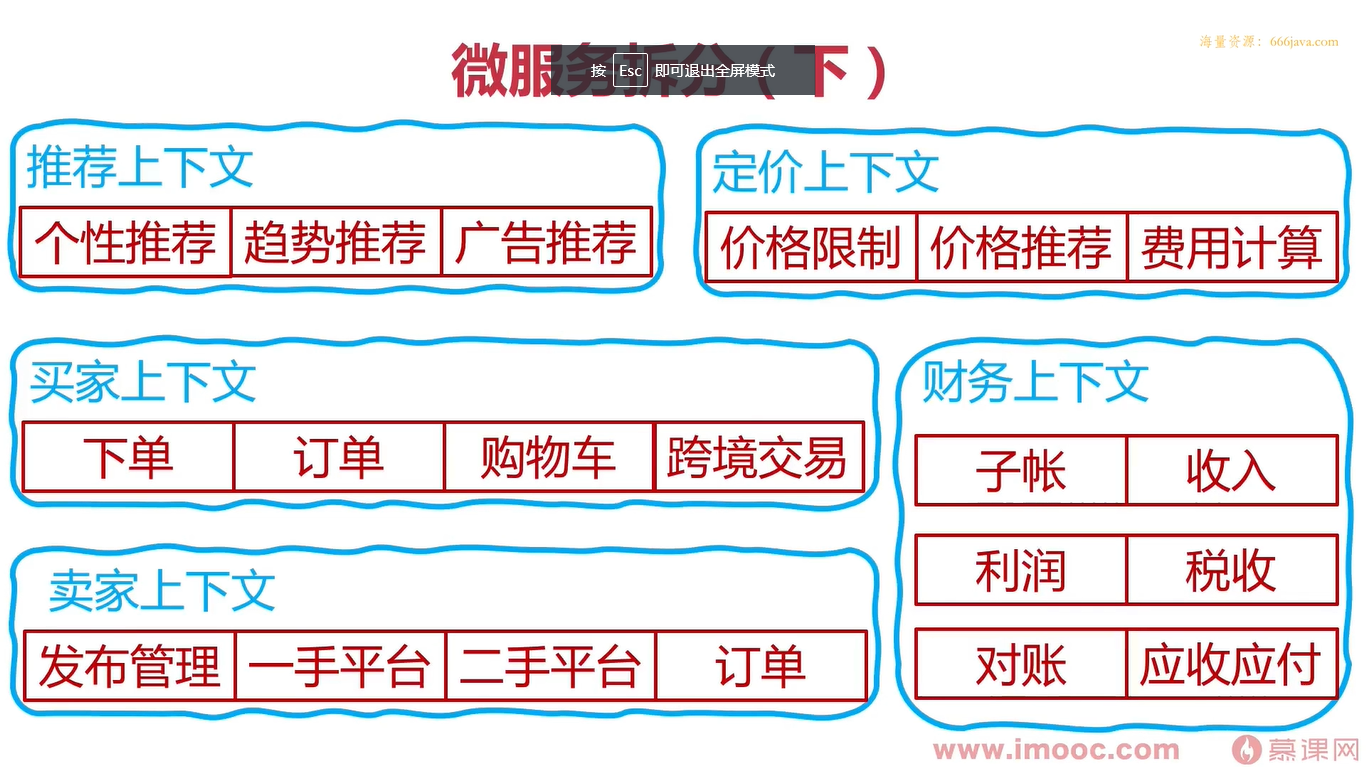 海量资源：666java.com
微服务拆分（下）
按 Esc 即可退出全屏模式
推荐上下文
个性推荐 趋势推荐 广告推荐
定价上下文
价格限制 价格推荐 费用计算
买家上下文
下单 订单 购物车 跨境交易
财务上下文
子帐 收入
利润 税收
对账 应收应付
卖家上下文
发布管理 一手平台 二手平台 订单
www.imooc.com 慕课网